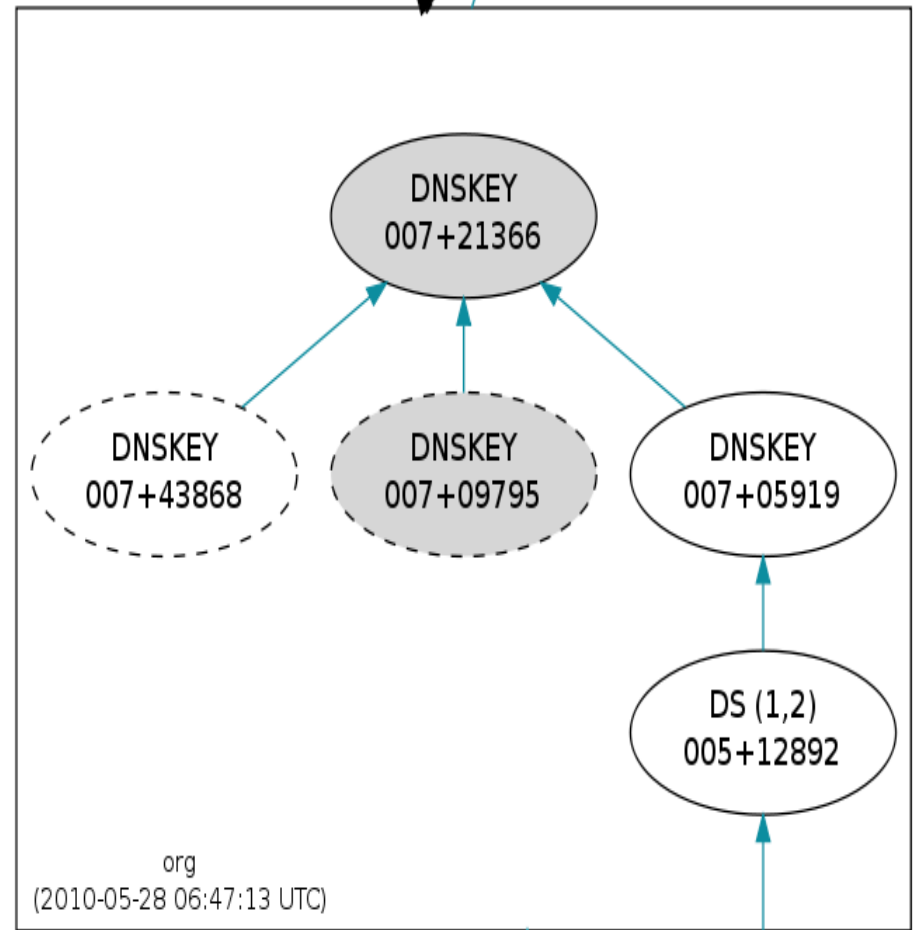 DNSKEY
007+21366
DNSKEY
007+43868
DNSKEY
007+09795
DNSKEY
007+05919
DS (1,2)
005+12892
org
(2010-05-28 06:47:13 UTC)